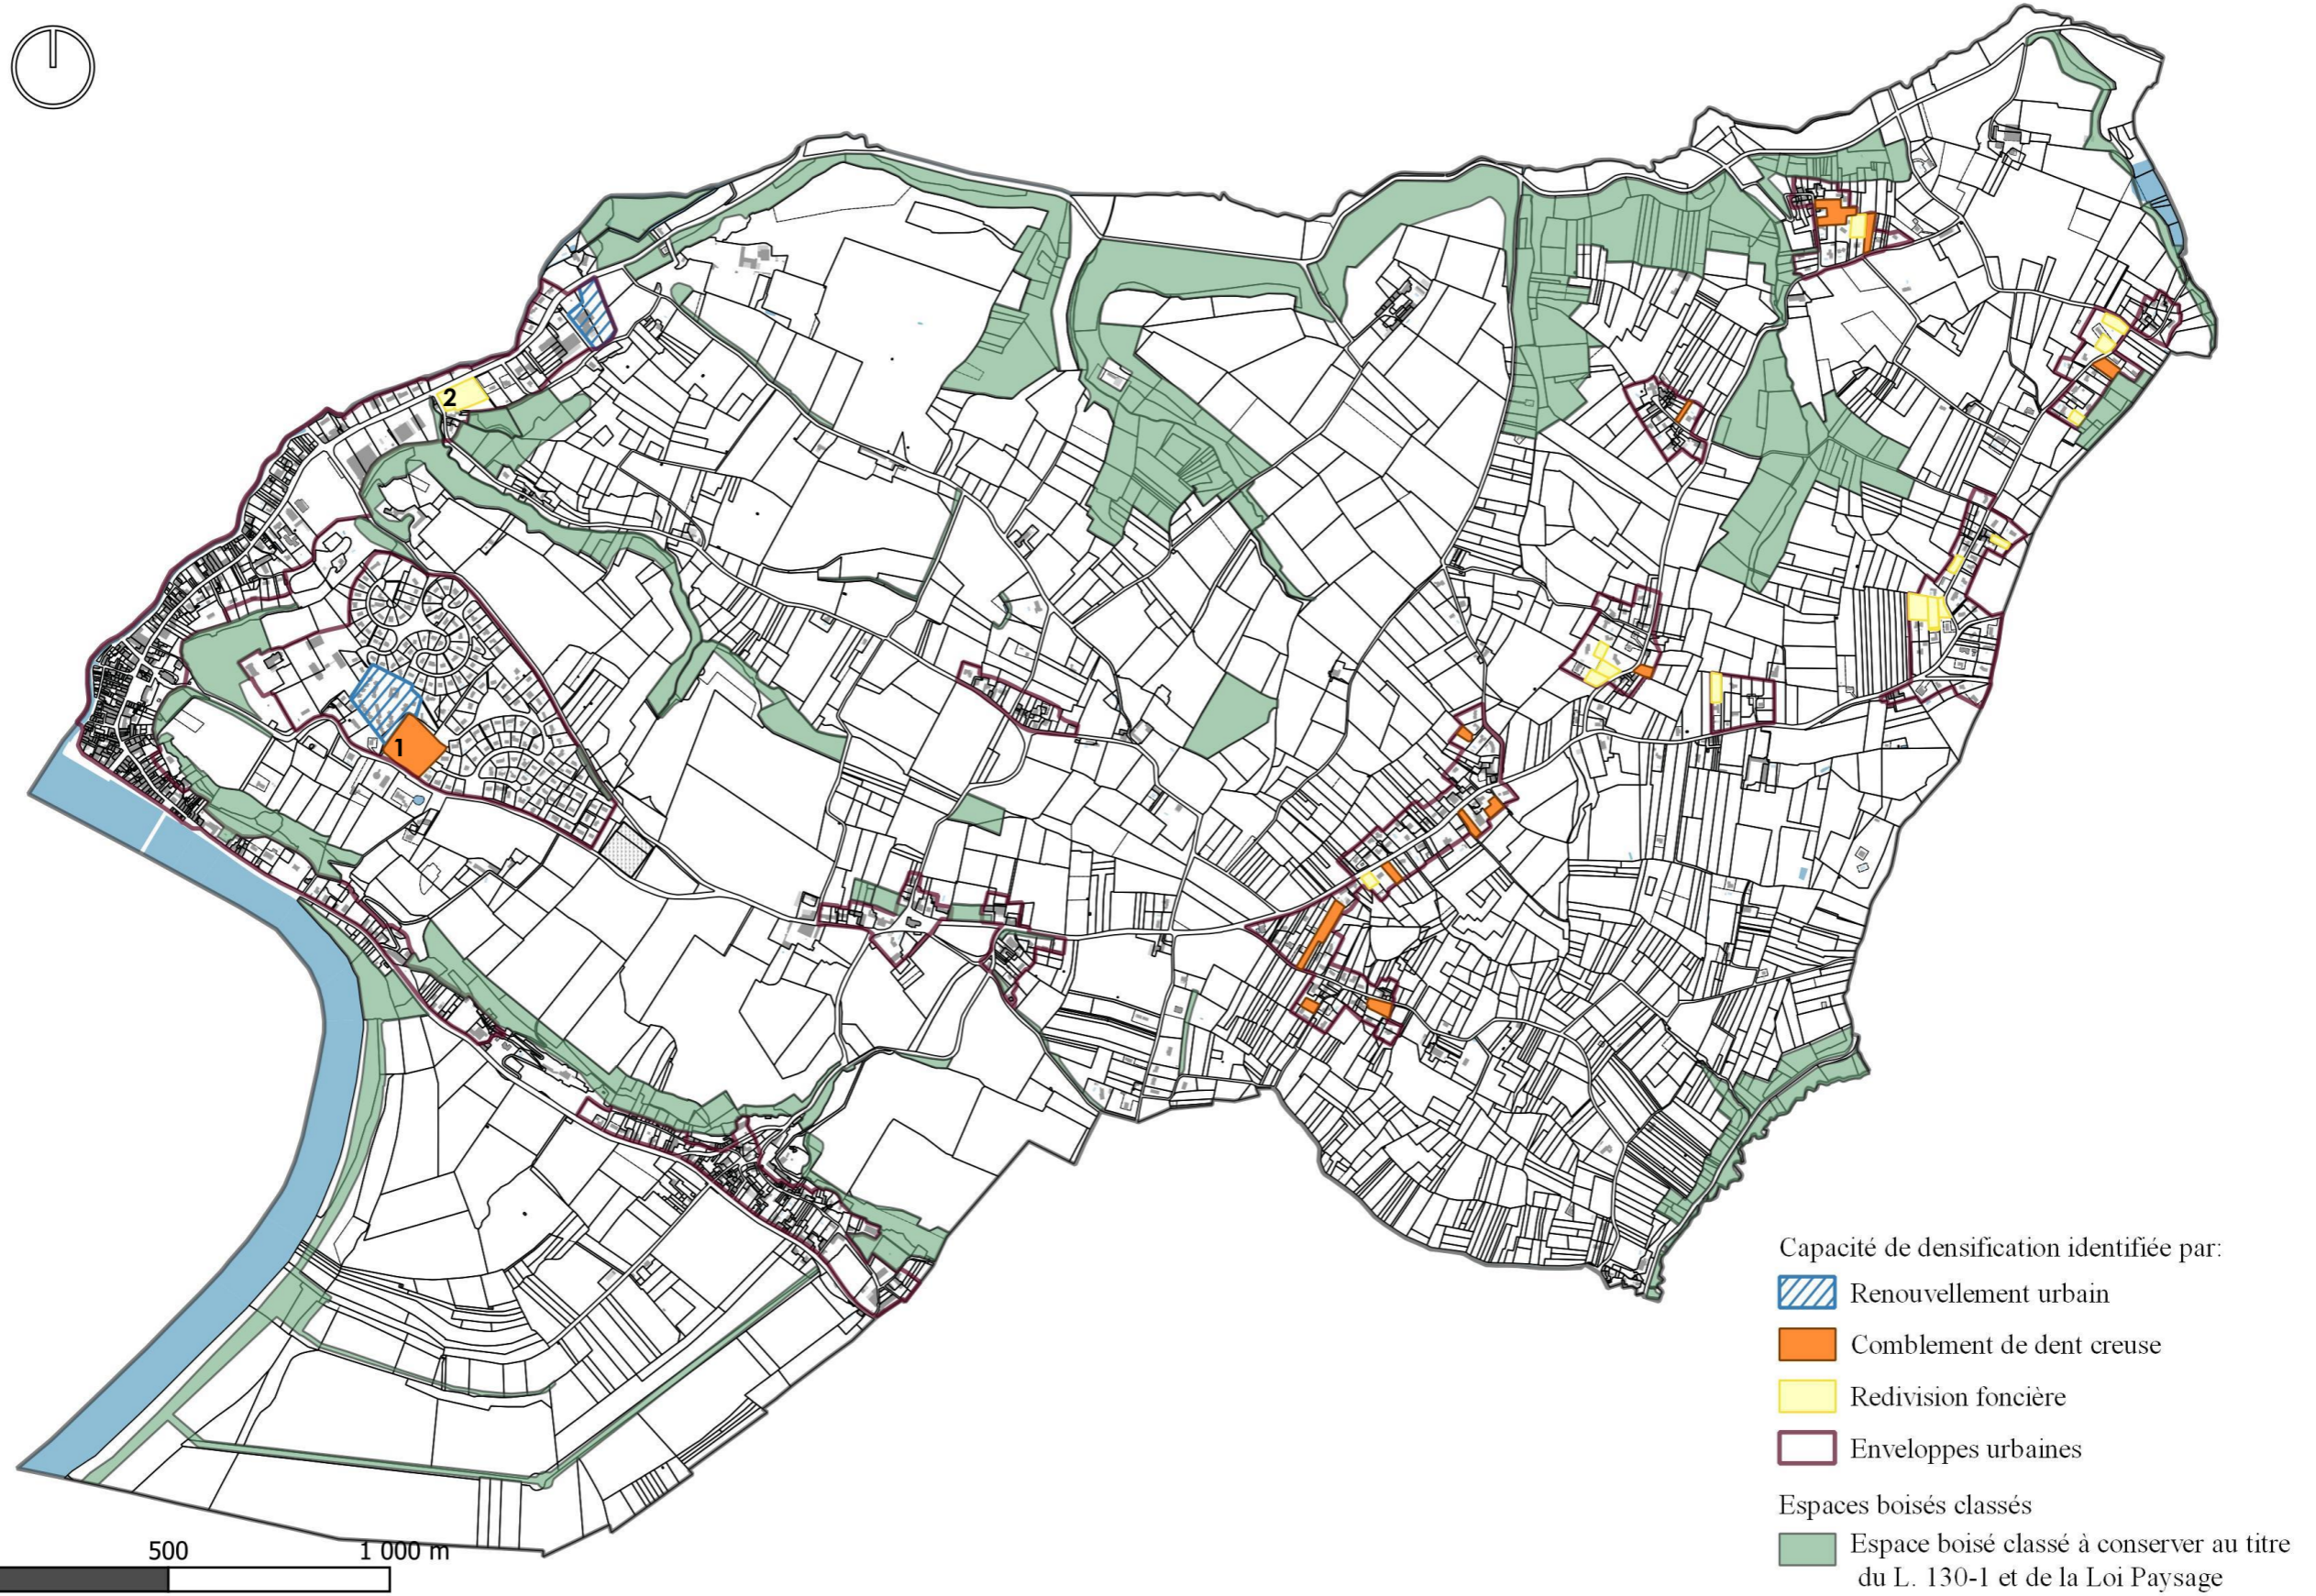 2
1
Capacité de densification identifiée par:
Renouvellement urbain
Comblement de dent creuse
Redivision foncière
Enveloppes urbaines
Espaces boisés classés
Espace boisé classé à conserver au titre
du L. 130-1 et de la Loi Paysage
500 1 000 m